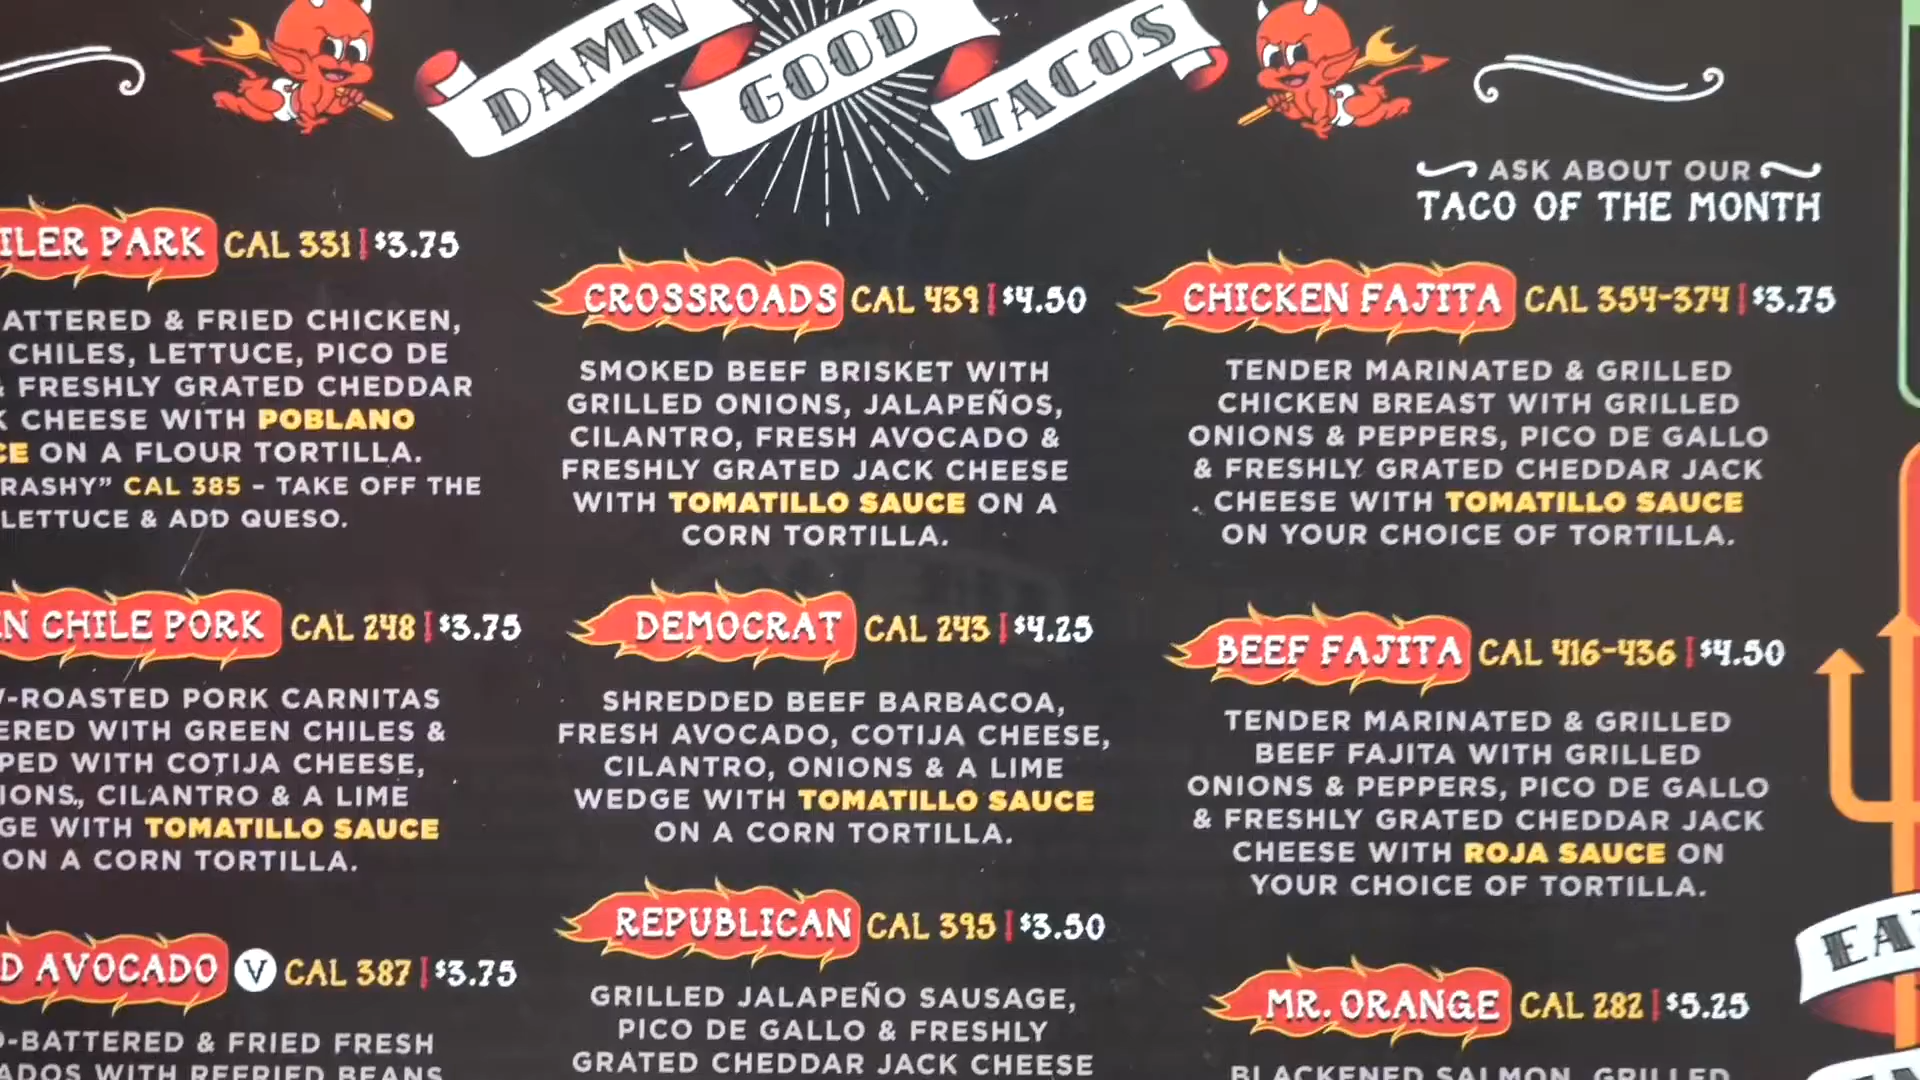 DAMN GOOD TACOS
ASK ABOUT OUR
TACO OF THE MONTH
PARK CAL 331 $3.75
& FRIED CHICKEN,
CHILES, LETTUCE, PICO DE
& FRESHLY GRATED CHEDDAR
CHEESE WITH POBLANO
ON A FLOUR TORTILLA.
CAL 385 - TAKE OFF THE
LETTUCE & ADD QUESO.
CHILE PORK CAL 248 $3.75
-ROASTED PORK CARNITAS
WITH GREEN CHILES &
WITH COTIJA CHEESE,
CILANTRO & A LIME
WITH TOMATILLO SAUCE
ON A CORN TORTILLA.
AVOCADO V CAL 387 $3.75
-BATTERED & FRIED FRESH
WITH REFRIED BEANS
CROSSROADS CAL 439 $4.50
SMOKED BEEF BRISKET WITH
GRILLED ONIONS, JALAPEÑOS,
CILANTRO, FRESH AVOCADO &
FRESHLY GRATED JACK CHEESE
WITH TOMATILLO SAUCE ON A
CORN TORTILLA.
DEMOCRAT CAL 243 $4.25
SHREDDED BEEF BARBACOA,
FRESH AVOCADO, COTIJA CHEESE,
CILANTRO, ONIONS & A LIME
WEDGE WITH TOMATILLO SAUCE
ON A CORN TORTILLA.
REPUBLICAN CAL 395 $3.50
GRILLED JALAPEÑO SAUSAGE,
PICO DE GALLO & FRESHLY
GRATED CHEDDAR JACK CHEESE
CHICKEN FAJITA CAL 354-374 $3.75
TENDER MARINATED & GRILLED
CHICKEN BREAST WITH GRILLED
ONIONS & PEPPERS, PICO DE GALLO
& FRESHLY GRATED CHEDDAR JACK
CHEESE WITH TOMATILLO SAUCE
ON YOUR CHOICE OF TORTILLA.
BEEF FAJITA CAL 416-436 $4.50
TENDER MARINATED & GRILLED
BEEF FAJITA WITH GRILLED
ONIONS & PEPPERS, PICO DE GALLO
& FRESHLY GRATED CHEDDAR JACK
CHEESE WITH ROJA SAUCE ON
YOUR CHOICE OF TORTILLA.
MR. ORANGE CAL 282 $5.25
BLACKENED SALMON, GRILLED